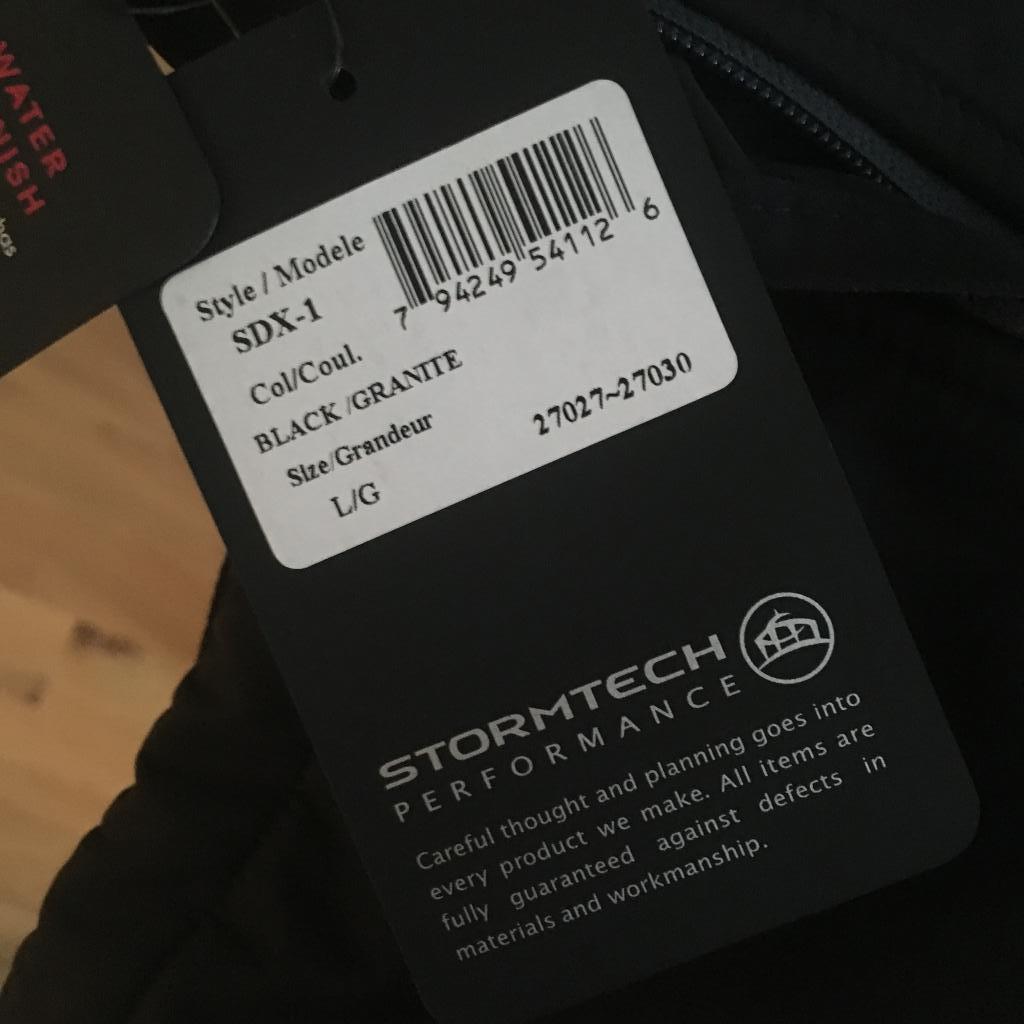 WATER
NISH
has
Style / Modele
SDX-1
Col/Coul.
BLACK /GRANITE
SIze/Grandeur
L/G
7 94249 54112 6
27027~27030
STORMTECH
PERFORMANCE
Careful thought and planning goes into
every product we make. All items are
fully guaranteed against defects in
materials and workmanship.